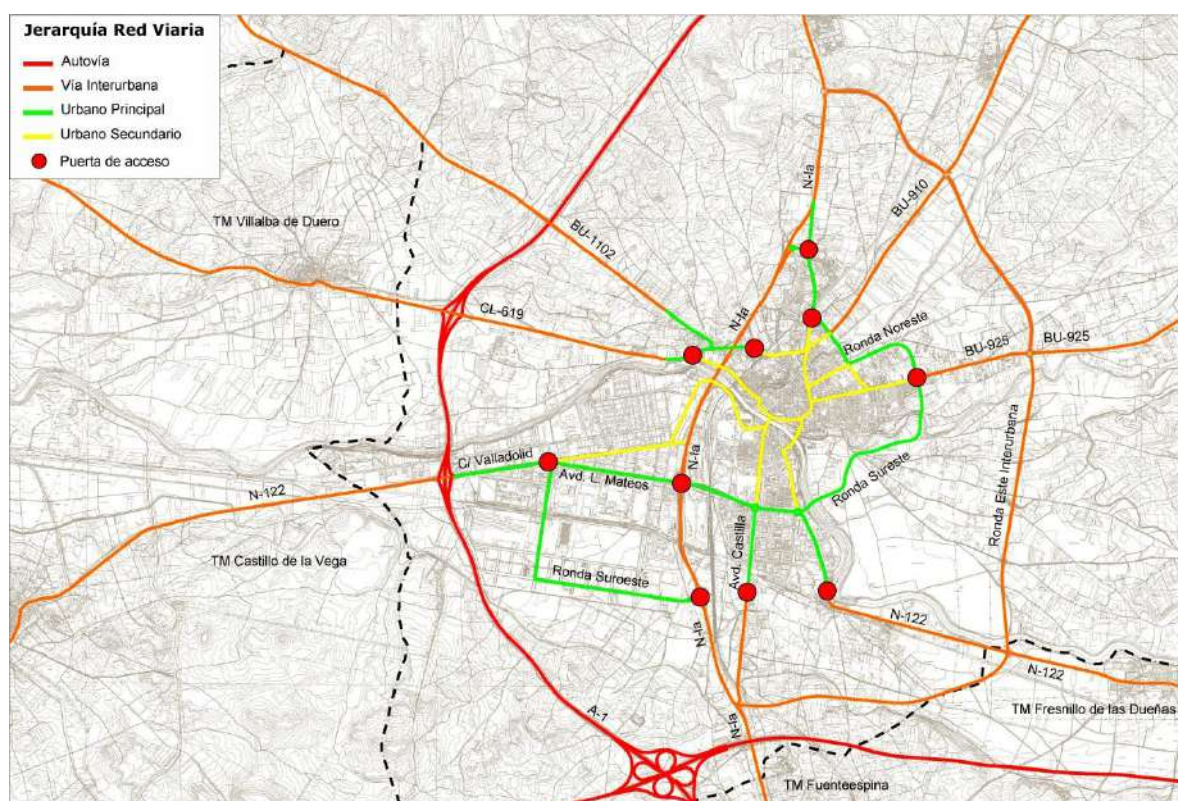 Jerarquía Red Viaria
Autovía
Vía Interurbana
Urbano Principal
Urbano Secundario
Puerta de acceso
N-Ia
BU-910
TM Villalba de Duero
BU-1102
CL-619
N-Ia
Ronda Noreste
BU-925
BU-925
Ronda Este Interurbana
C/ Valladolid
Avd. L. Mateos
N-Ia
Ronda Sureste
N-122
TM Castillo de la Vega
Ronda Suroeste
Avd. Castilla
N-Ia
N-122
N-122
TM Fresnillo de las Dueñas
A-1
N-Ia
TM Fuenteespina